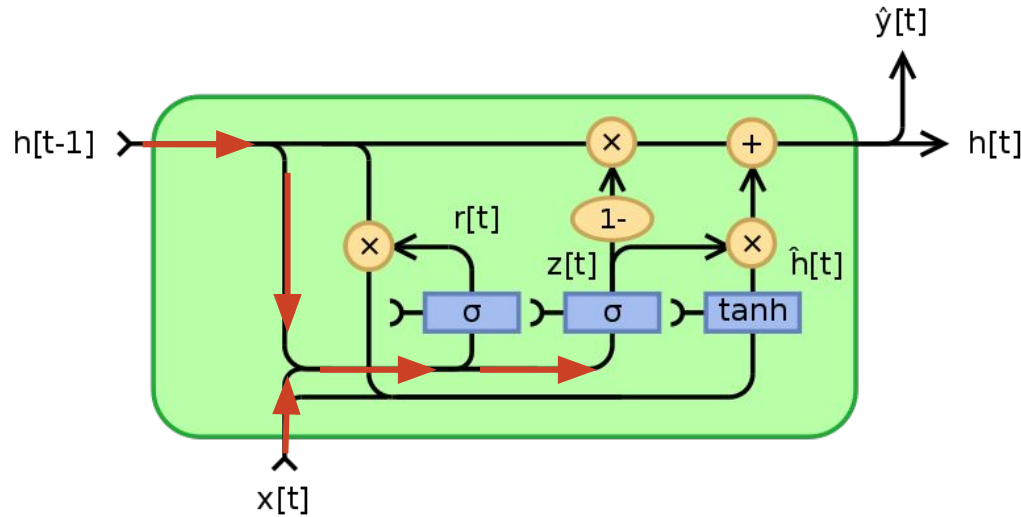 ŷ[t]
h[t-1]
×
+
h[t]
1-
r[t]
×
z[t]
×
ĥ[t]
σ
σ
tanh
x[t]